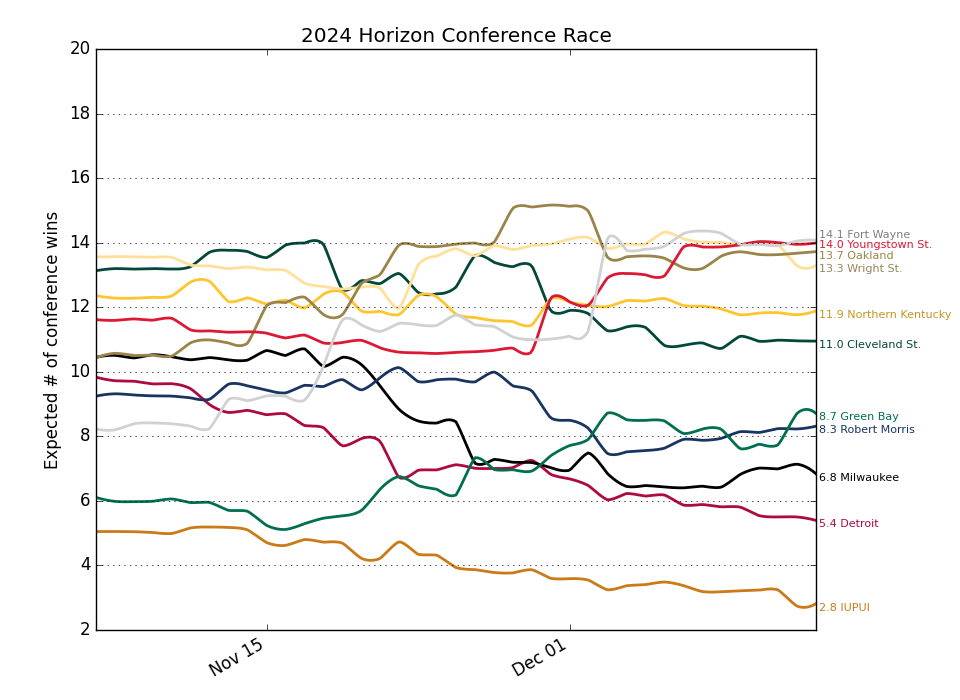 2024 Horizon Conference Race
Expected # of conference wins
20
18
16
14
12
10
8
6
4
2
Nov 15
Dec 01
14.1 Fort Wayne
14.0 Youngstown St.
13.7 Oakland
13.3 Wright St.
11.9 Northern Kentucky
11.0 Cleveland St.
8.7 Green Bay
8.3 Robert Morris
6.8 Milwaukee
5.4 Detroit
2.8 IUPUI